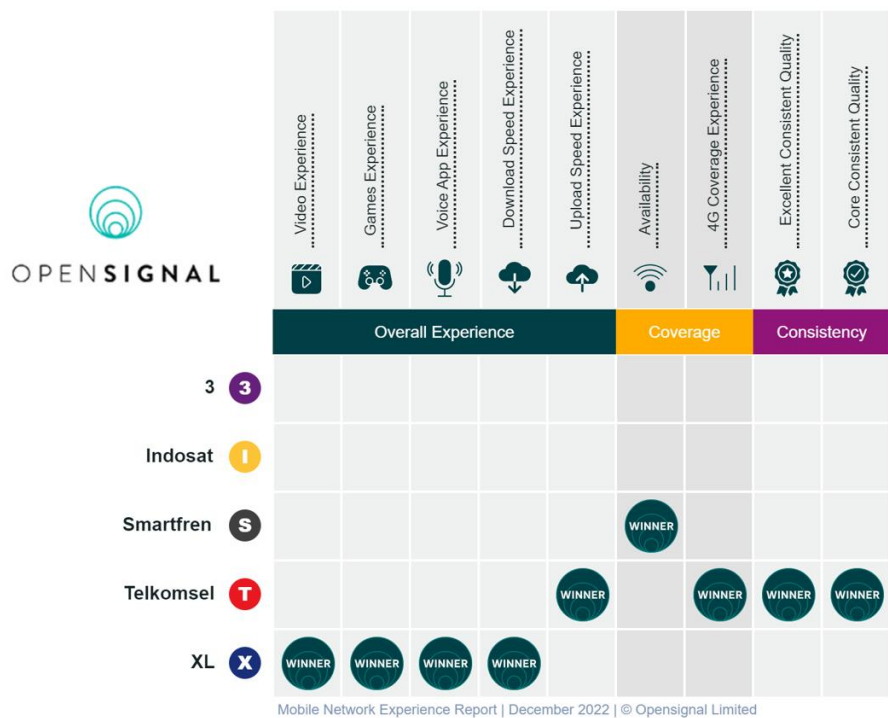 Video Experience
Games Experience
Voice App Experience
Download Speed Experience
Upload Speed Experience
Availability
4G Coverage Experience
Excellent Consistent Quality
Core Consistent Quality
OPENSIGNAL
Overall Experience
Coverage
Consistency
3 3
Indosat I
Smartfren S WINNER
Telkomsel T WINNER WINNER WINNER WINNER
XL X WINNER WINNER WINNER WINNER
Mobile Network Experience Report | December 2022 | © Opensignal Limited